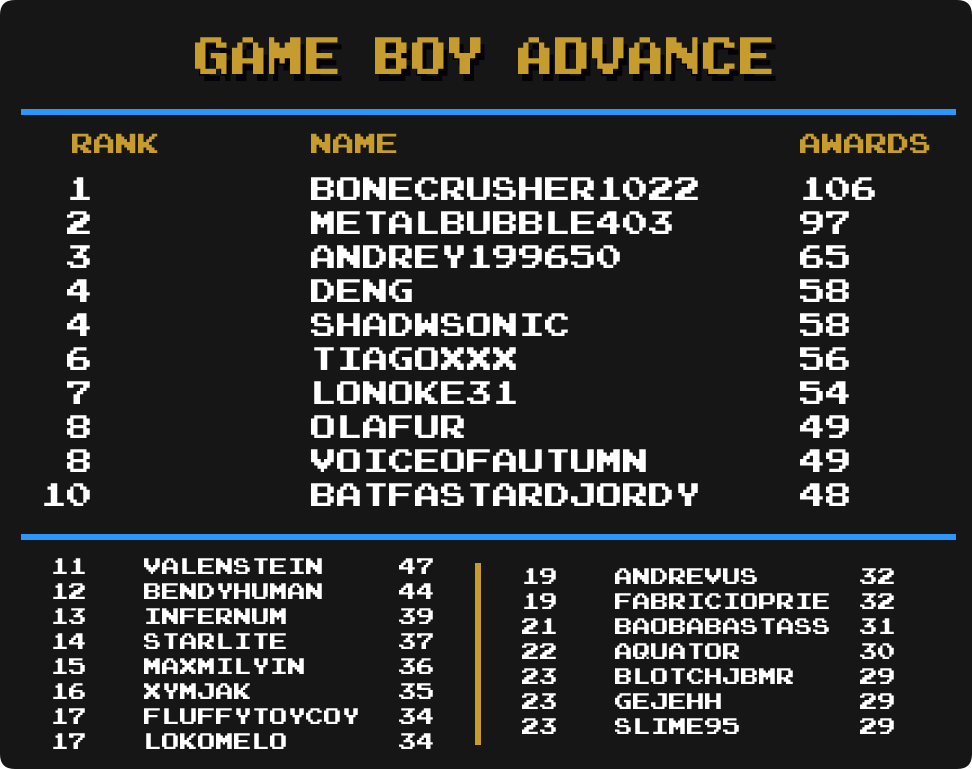 GAME BOY ADVANCE
RANK NAME AWARDS
1 BONECRUSHER1022 106
2 METALBUBBLE403 97
3 ANDREY199650 65
4 DENG 58
4 SHADWSONIC 58
6 TIAGOXXX 56
7 LONOKE31 54
8 OLAFUR 49
8 VOICEOFAUTUMN 49
10 BATFASTARDJORDY 48
11 VALENSTEIN 47
12 BENDYHUMAN 44
13 INFERNUM 39
14 STARLITE 37
15 MAXMILYIN 36
16 XYMJAK 35
17 FLUFFYTOYCOY 34
17 LOKOMELO 34
19 ANDREVUS 32
19 FABRICIOPRIE 32
21 BAOBABASTASS 31
22 AQUATOR 30
23 BLOTCHJBMR 29
23 GEJEHH 29
23 SLIME95 29